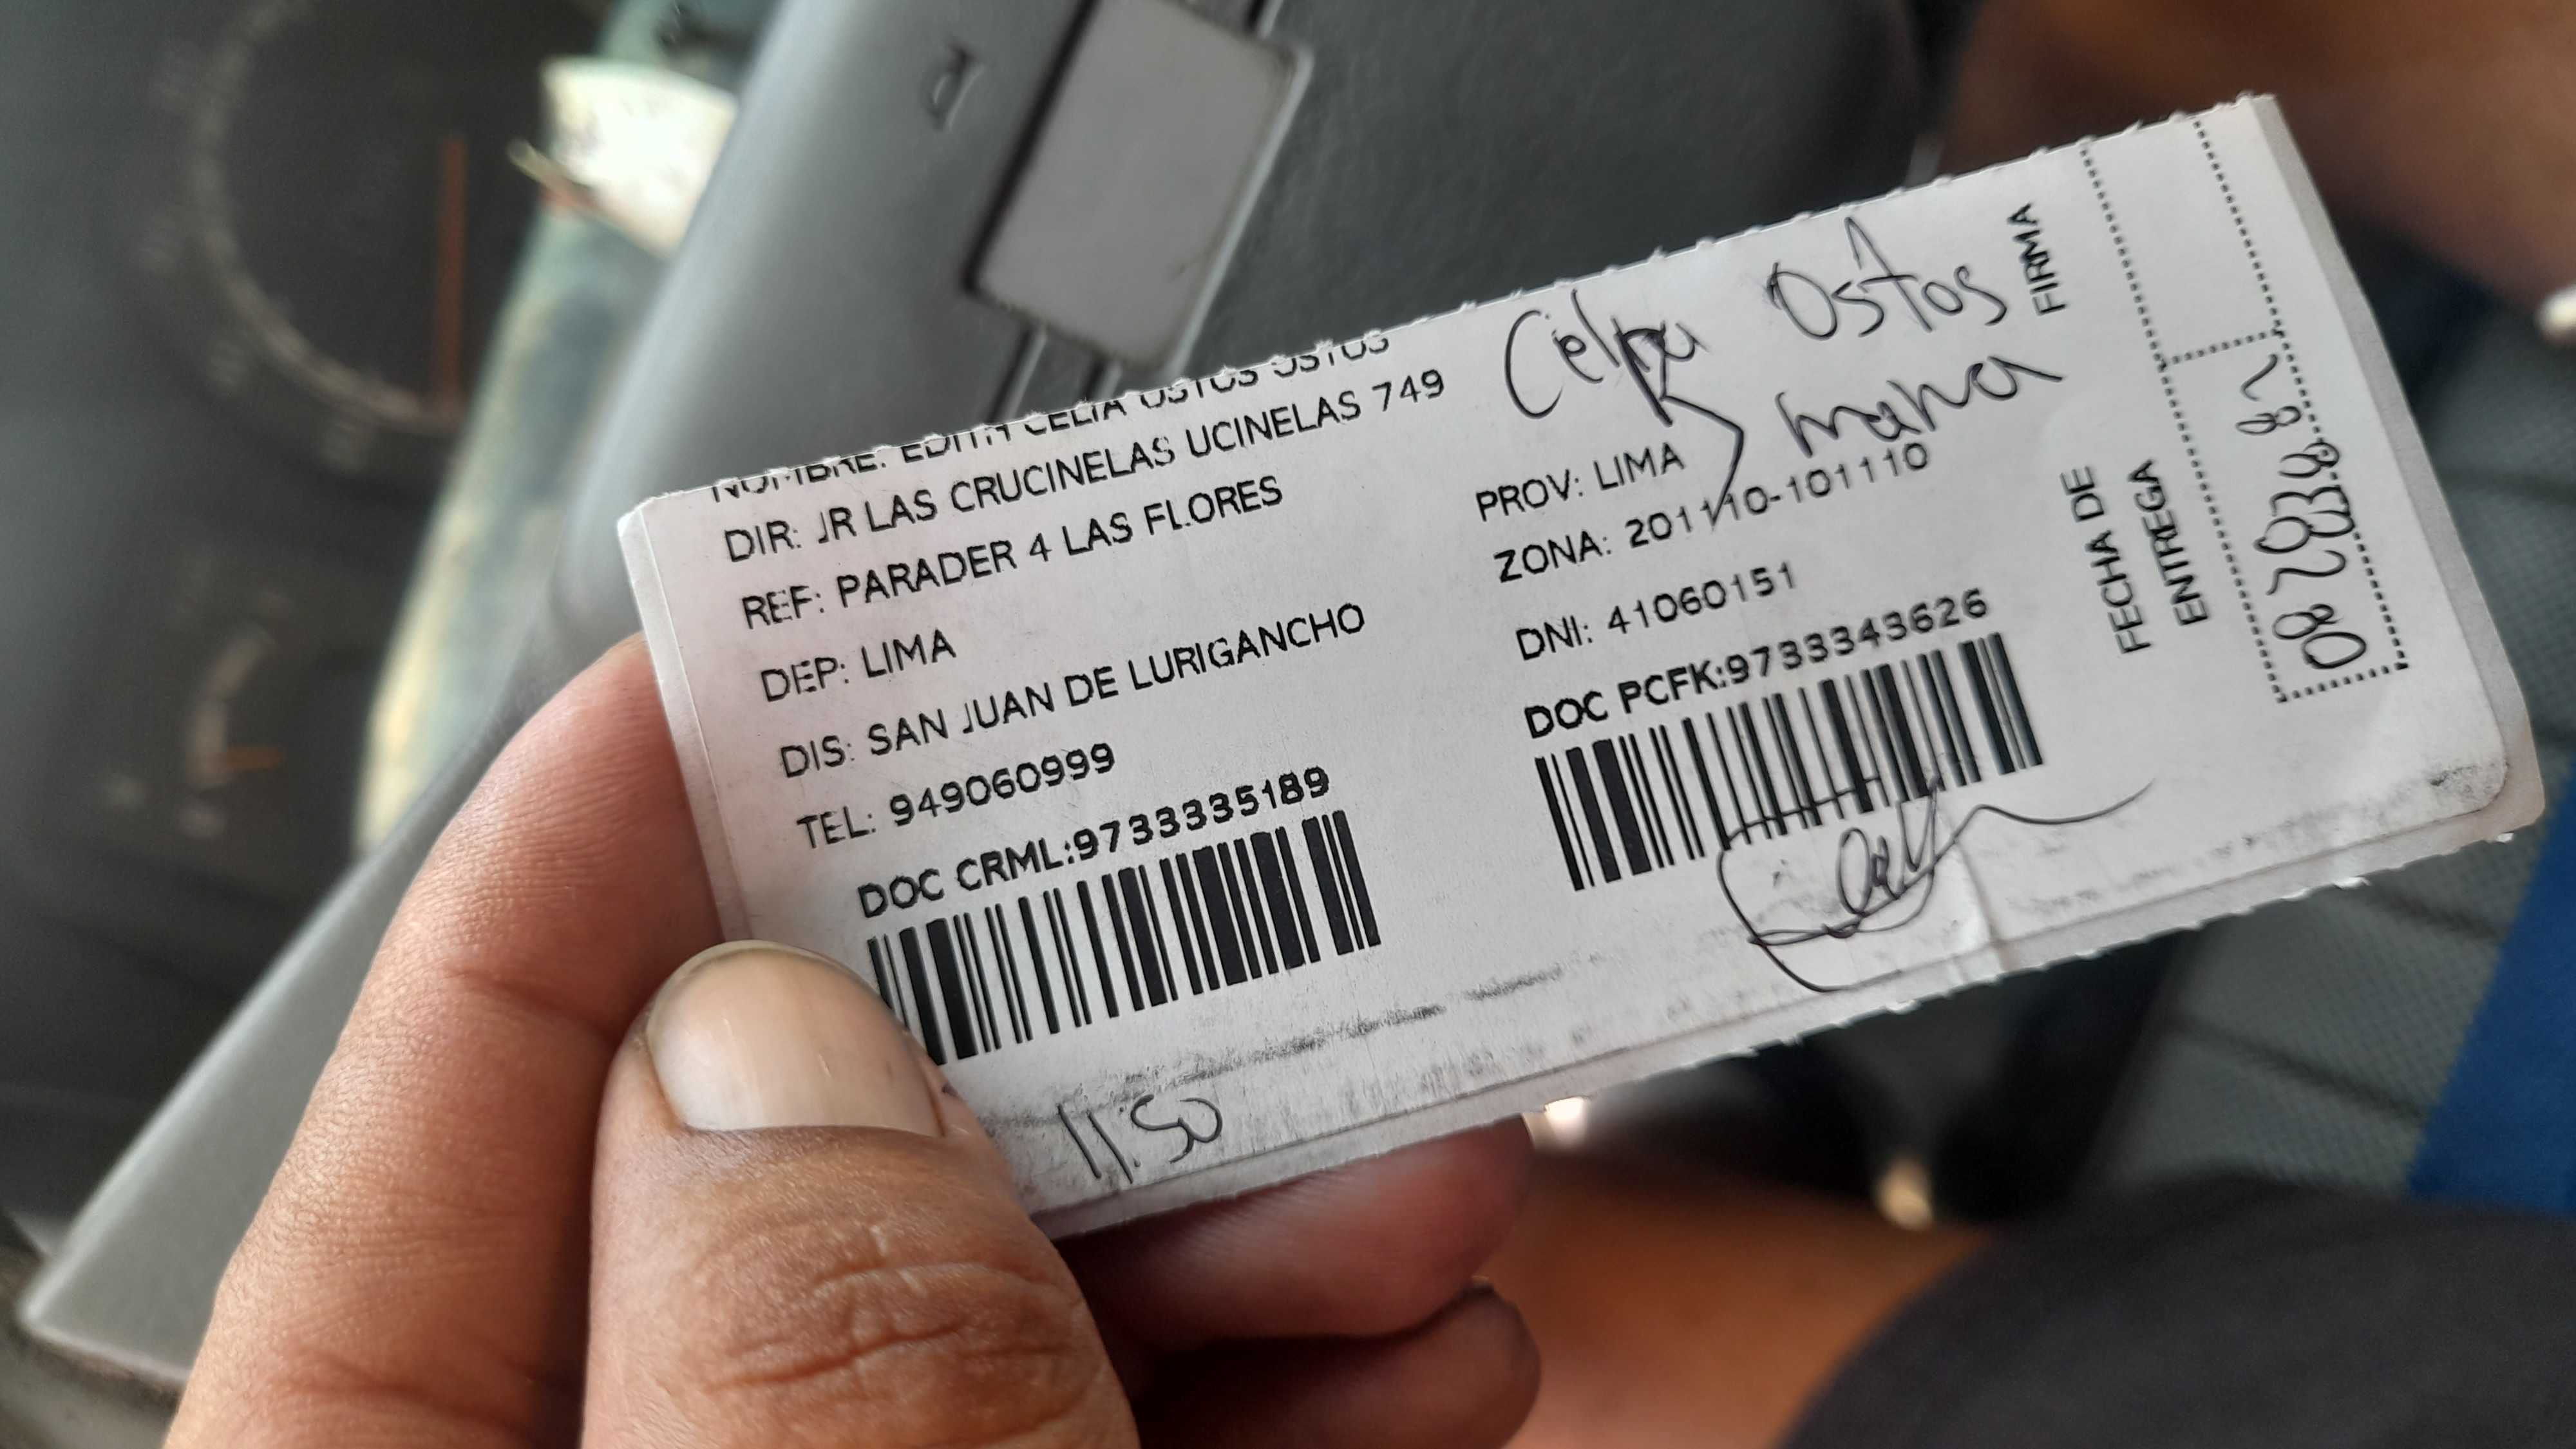 NOMBRE: EDITH CELIA OSTOS OSTOS
DIR: JR LAS CRUCINELAS UCINELAS 749
REF: PARADER 4 LAS FLORES
DEP: LIMA
DIS: SAN JUAN DE LURIGANCHO
TEL: 949060999
DOC CRML:9733335189
11:50
Ostos
PROV: LIMA
ZONA: 201110-101110
DNI: 41060151
DOC PCFK:9733343626
FIRMA
FECHA DE
ENTREGA